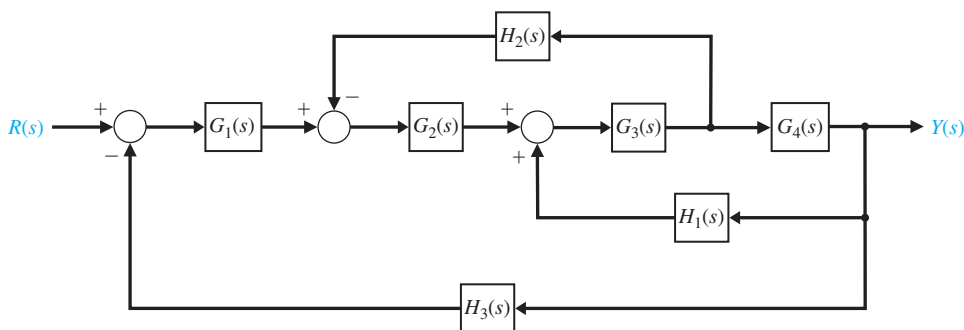 H₂(s)
−
+
G₁(s)
+
G₂(s)
+
G₃(s)
G₄(s)
R(s)
Y(s)
−
+
H₁(s)
H₃(s)